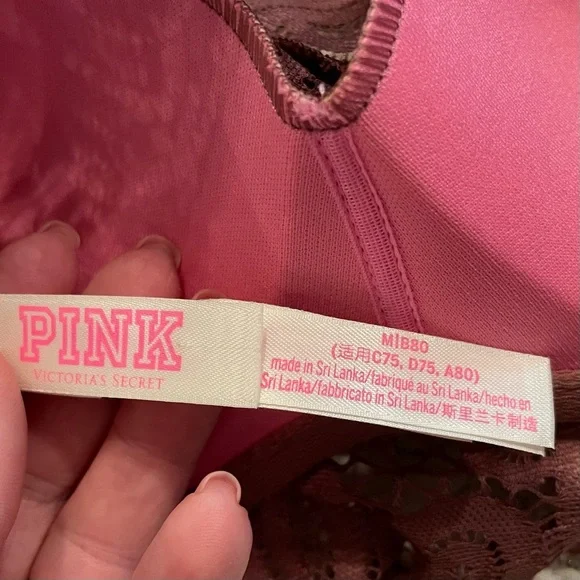 PINK
VICTORIA'S SECRET
M|B80
(适用C75, D75, A80)
made in Sri Lanka/fabriqué au Sri Lanka/hecho en
Sri Lanka/fabbricato in Sri Lanka/斯里兰卡制造